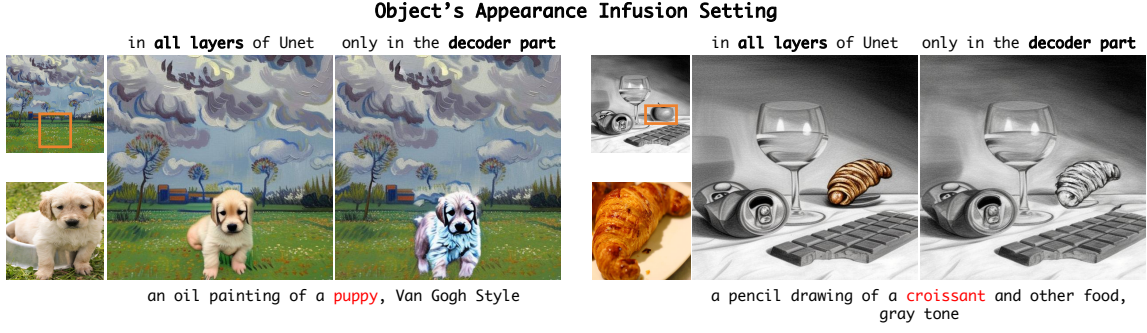 Object's Appearance Infusion Setting
in all layers of Unet
only in the decoder part
in all layers of Unet
only in the decoder part
an oil painting of a puppy, Van Gogh Style
a pencil drawing of a croissant and other food,
gray tone